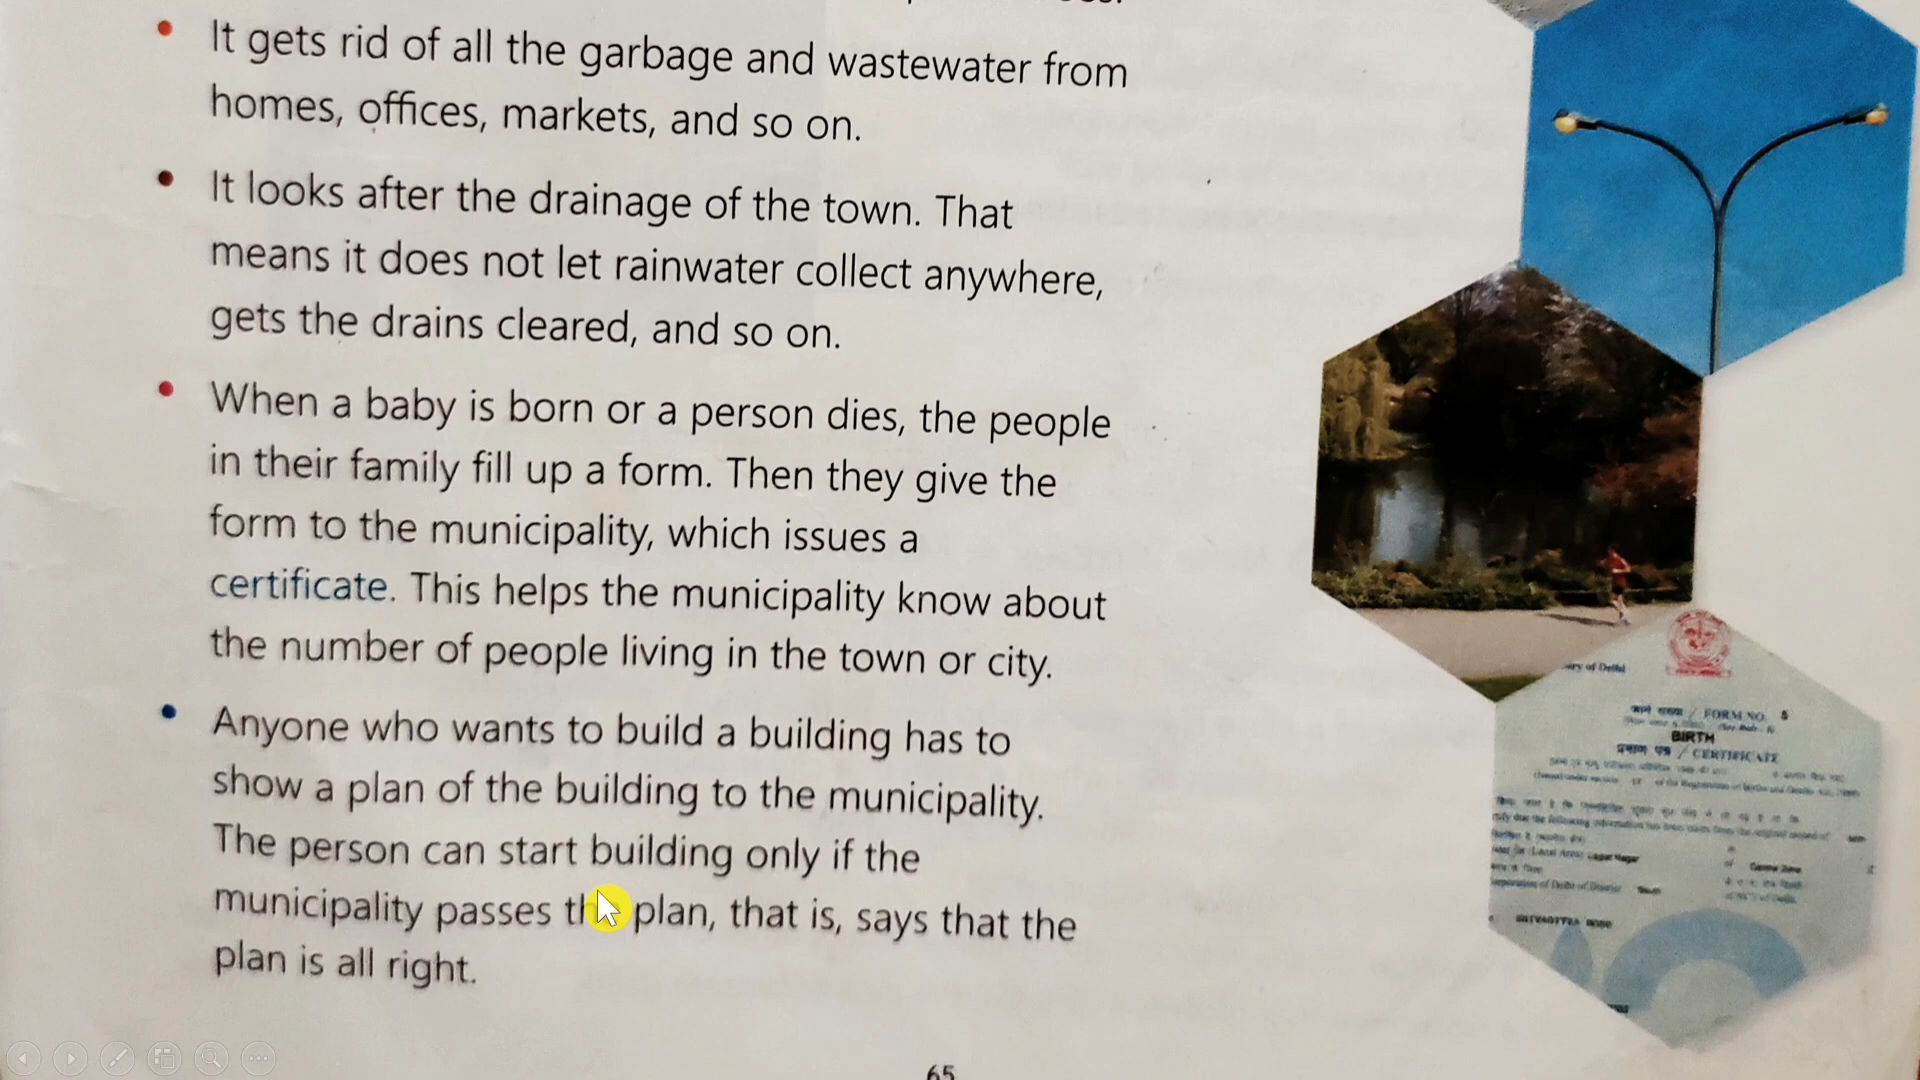 • It gets rid of all the garbage and wastewater from
homes, offices, markets, and so on.
• It looks after the drainage of the town. That
means it does not let rainwater collect anywhere,
gets the drains cleared, and so on.
• When a baby is born or a person dies, the people
in their family fill up a form. Then they give the
form to the municipality, which issues a
certificate. This helps the municipality know about
the number of people living in the town or city.
• Anyone who wants to build a building has to
show a plan of the building to the municipality.
The person can start building only if the
municipality passes the plan, that is, says that the
plan is all right.
65
of Delhi
/ FORM NO. 5
BIRTH
प्रमाण पत्र / CERTIFICATE